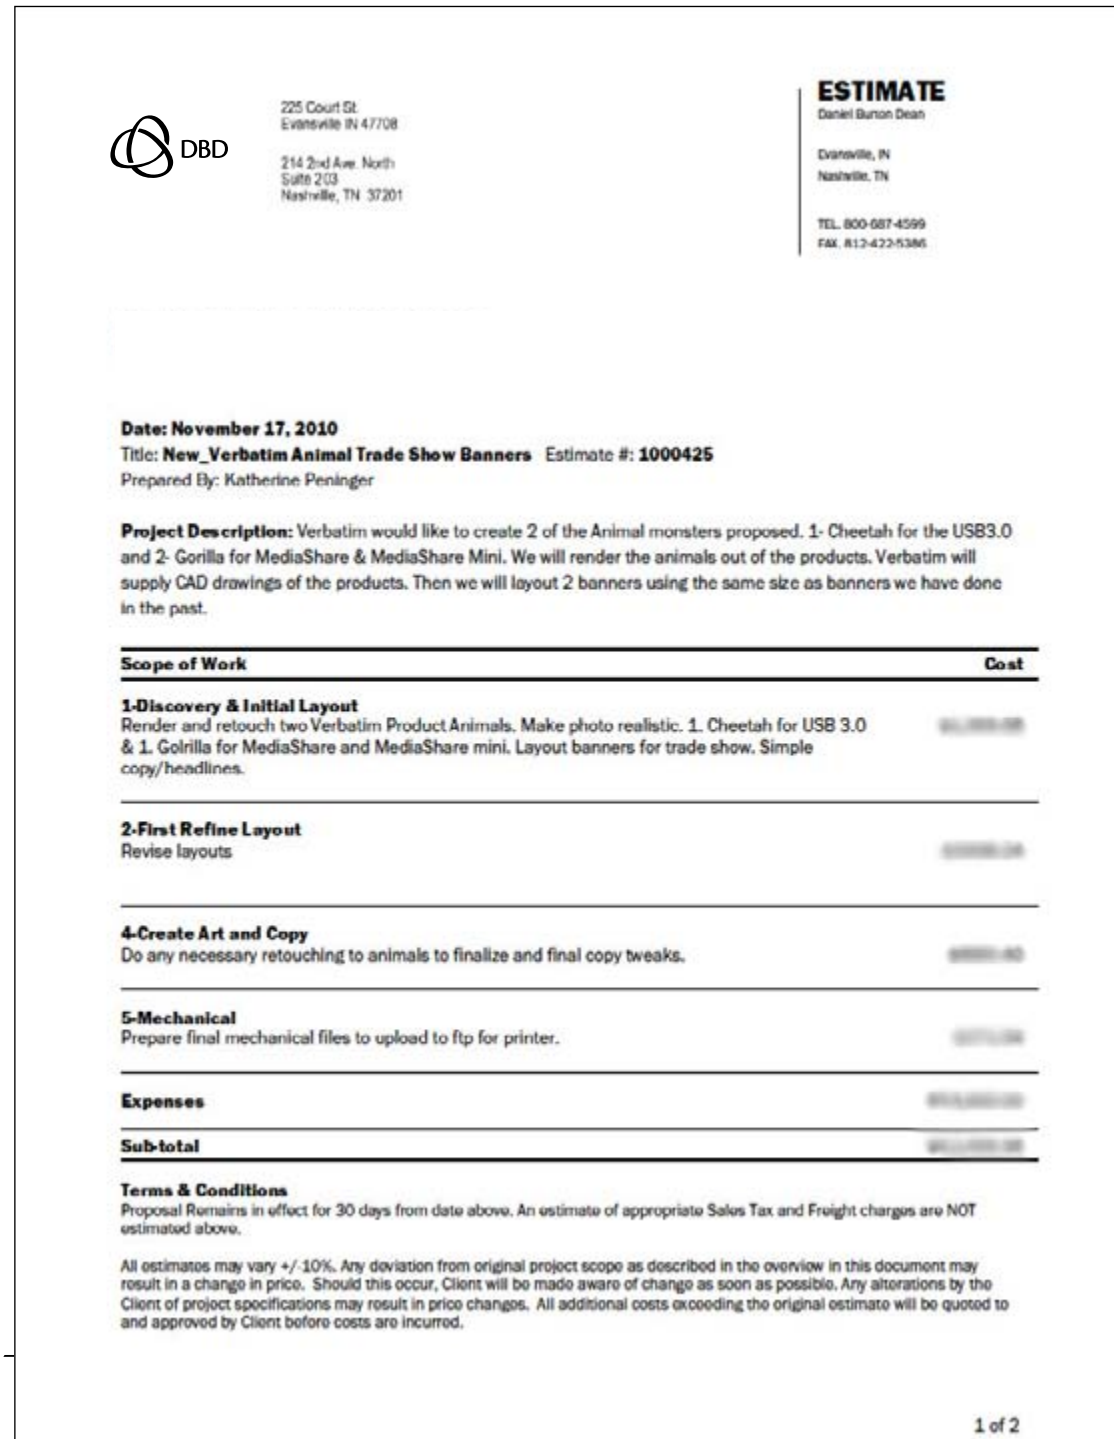 DBD
225 Court St.
Evansville IN 47708
214 2nd Ave. North
Suite 203
Nashville, TN 37201
ESTIMATE
Daniel Burton Dean
Evansville, IN
Nashville, TN
TEL. 800-687-4599
FAX. 812-422-5386
Date: November 17, 2010
Title: New_Verbatim Animal Trade Show Banners Estimate #: 1000425
Prepared By: Katherine Peninger
Project Description: Verbatim would like to create 2 of the Animal monsters proposed. 1- Cheetah for the USB3.0
and 2- Gorilla for MediaShare & MediaShare Mini. We will render the animals out of the products. Verbatim will
supply CAD drawings of the products. Then we will layout 2 banners using the same size as banners we have done
in the past.
Scope of Work Cost
1-Discovery & Initial Layout
Render and retouch two Verbatim Product Animals. Make photo realistic. 1. Cheetah for USB 3.0
& 1. Golrilla for MediaShare and MediaShare mini. Layout banners for trade show. Simple
copy/headlines.
2-First Refine Layout
Revise layouts
4-Create Art and Copy
Do any necessary retouching to animals to finalize and final copy tweaks.
5-Mechanical
Prepare final mechanical files to upload to ftp for printer.
Expenses
Sub-total
Terms & Conditions
Proposal Remains in effect for 30 days from date above. An estimate of appropriate Sales Tax and Freight charges are NOT
estimated above.
All estimates may vary +/-10%. Any deviation from original project scope as described in the overview in this document may
result in a change in price. Should this occur, Client will be made aware of change as soon as possible. Any alterations by the
Client of project specifications may result in price changes. All additional costs exceeding the original estimate will be quoted to
and approved by Client before costs are incurred.
1 of 2